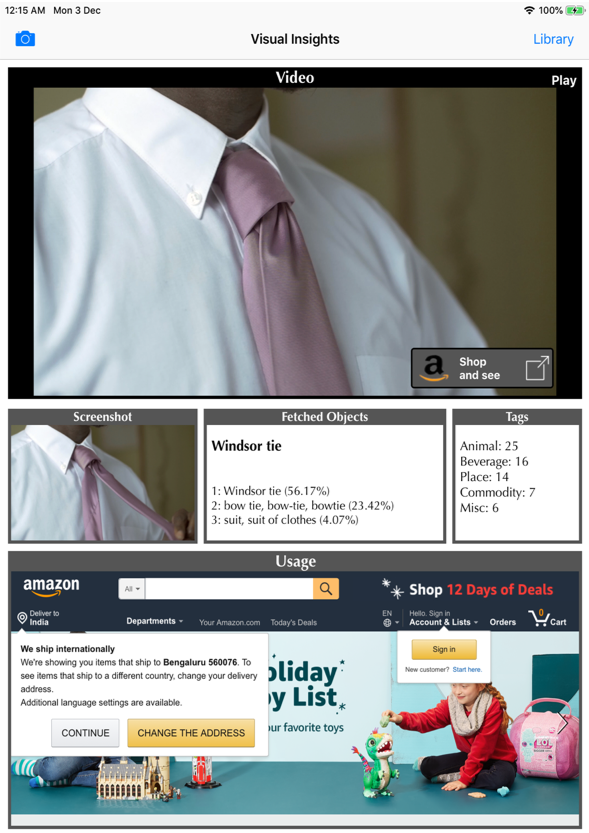 12:15 AM Mon 3 Dec
100%
Visual Insights
Library
Video
Play
a
Shop
and see
Screenshot
Fetched Objects
Windsor tie
1: Windsor tie (56.17%)
2: bow tie, bow-tie, bowtie (23.42%)
3: suit, suit of clothes (4.07%)
Tags
Animal: 25
Beverage: 16
Place: 14
Commodity: 7
Misc: 6
Usage
amazon
All
Shop 12 Days of Deals
Deliver to
India
Departments
Your Amazon.com
Today's Deals
EN
Hello. Sign in
Account & Lists
Orders
0
Cart
We ship internationally
We're showing you items that ship to Bengaluru 560076. To
see items that ship to a different country, change your delivery
address.
Additional language settings are available.
CONTINUE
CHANGE THE ADDRESS
Sign in
New customer? Start here.
oliday
y List
ur favorite toys